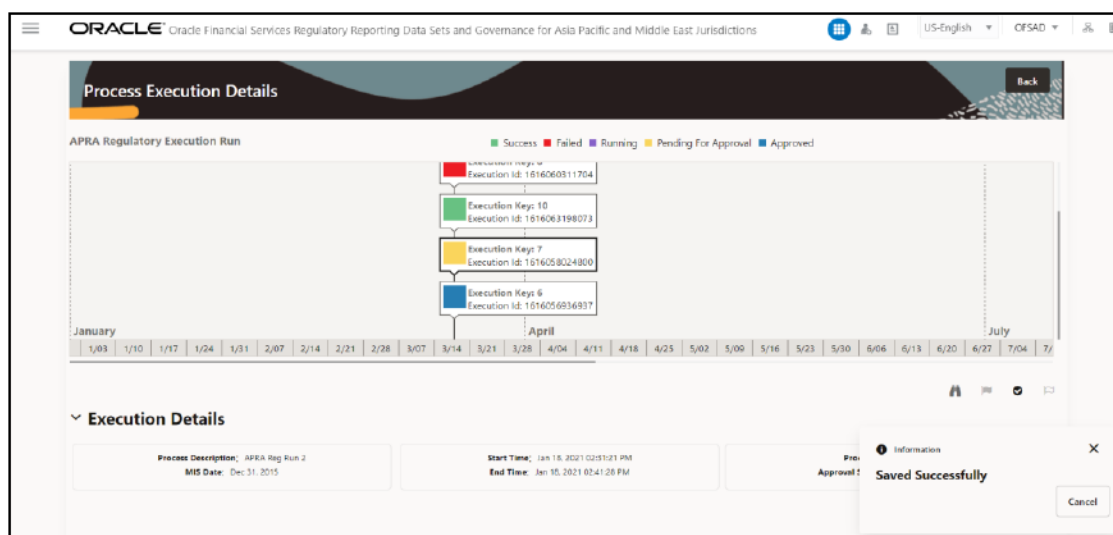 ORACLE Oracle Financial Services Regulatory Reporting Data Sets and Governance for Asia Pacific and Middle East Jurisdictions US-English OFSAD
Process Execution Details
Back
APRA Regulatory Execution Run
Success Failed Running Pending For Approval Approved
Execution Id: 1616060311704
Execution Key: 10
Execution Id: 1616063198073
Execution Key: 7
Execution Id: 1616058024800
Execution Key: 6
Execution Id: 1616056936937
January April July
1/03 1/10 1/17 1/24 1/31 2/07 2/14 2/21 2/28 3/07 3/14 3/21 3/28 4/04 4/11 4/18 4/25 5/02 5/09 5/16 5/23 5/30 6/06 6/13 6/20 6/27 7/04 7/
Execution Details
Process Description: APRA Reg Run 2
MIS Date: Dec 31, 2015
Start Time: Jan 18, 2021 02:31:21 PM
End Time: Jan 18, 2021 02:41:28 PM
Pro
Approval S
Information
Saved Successfully
Cancel